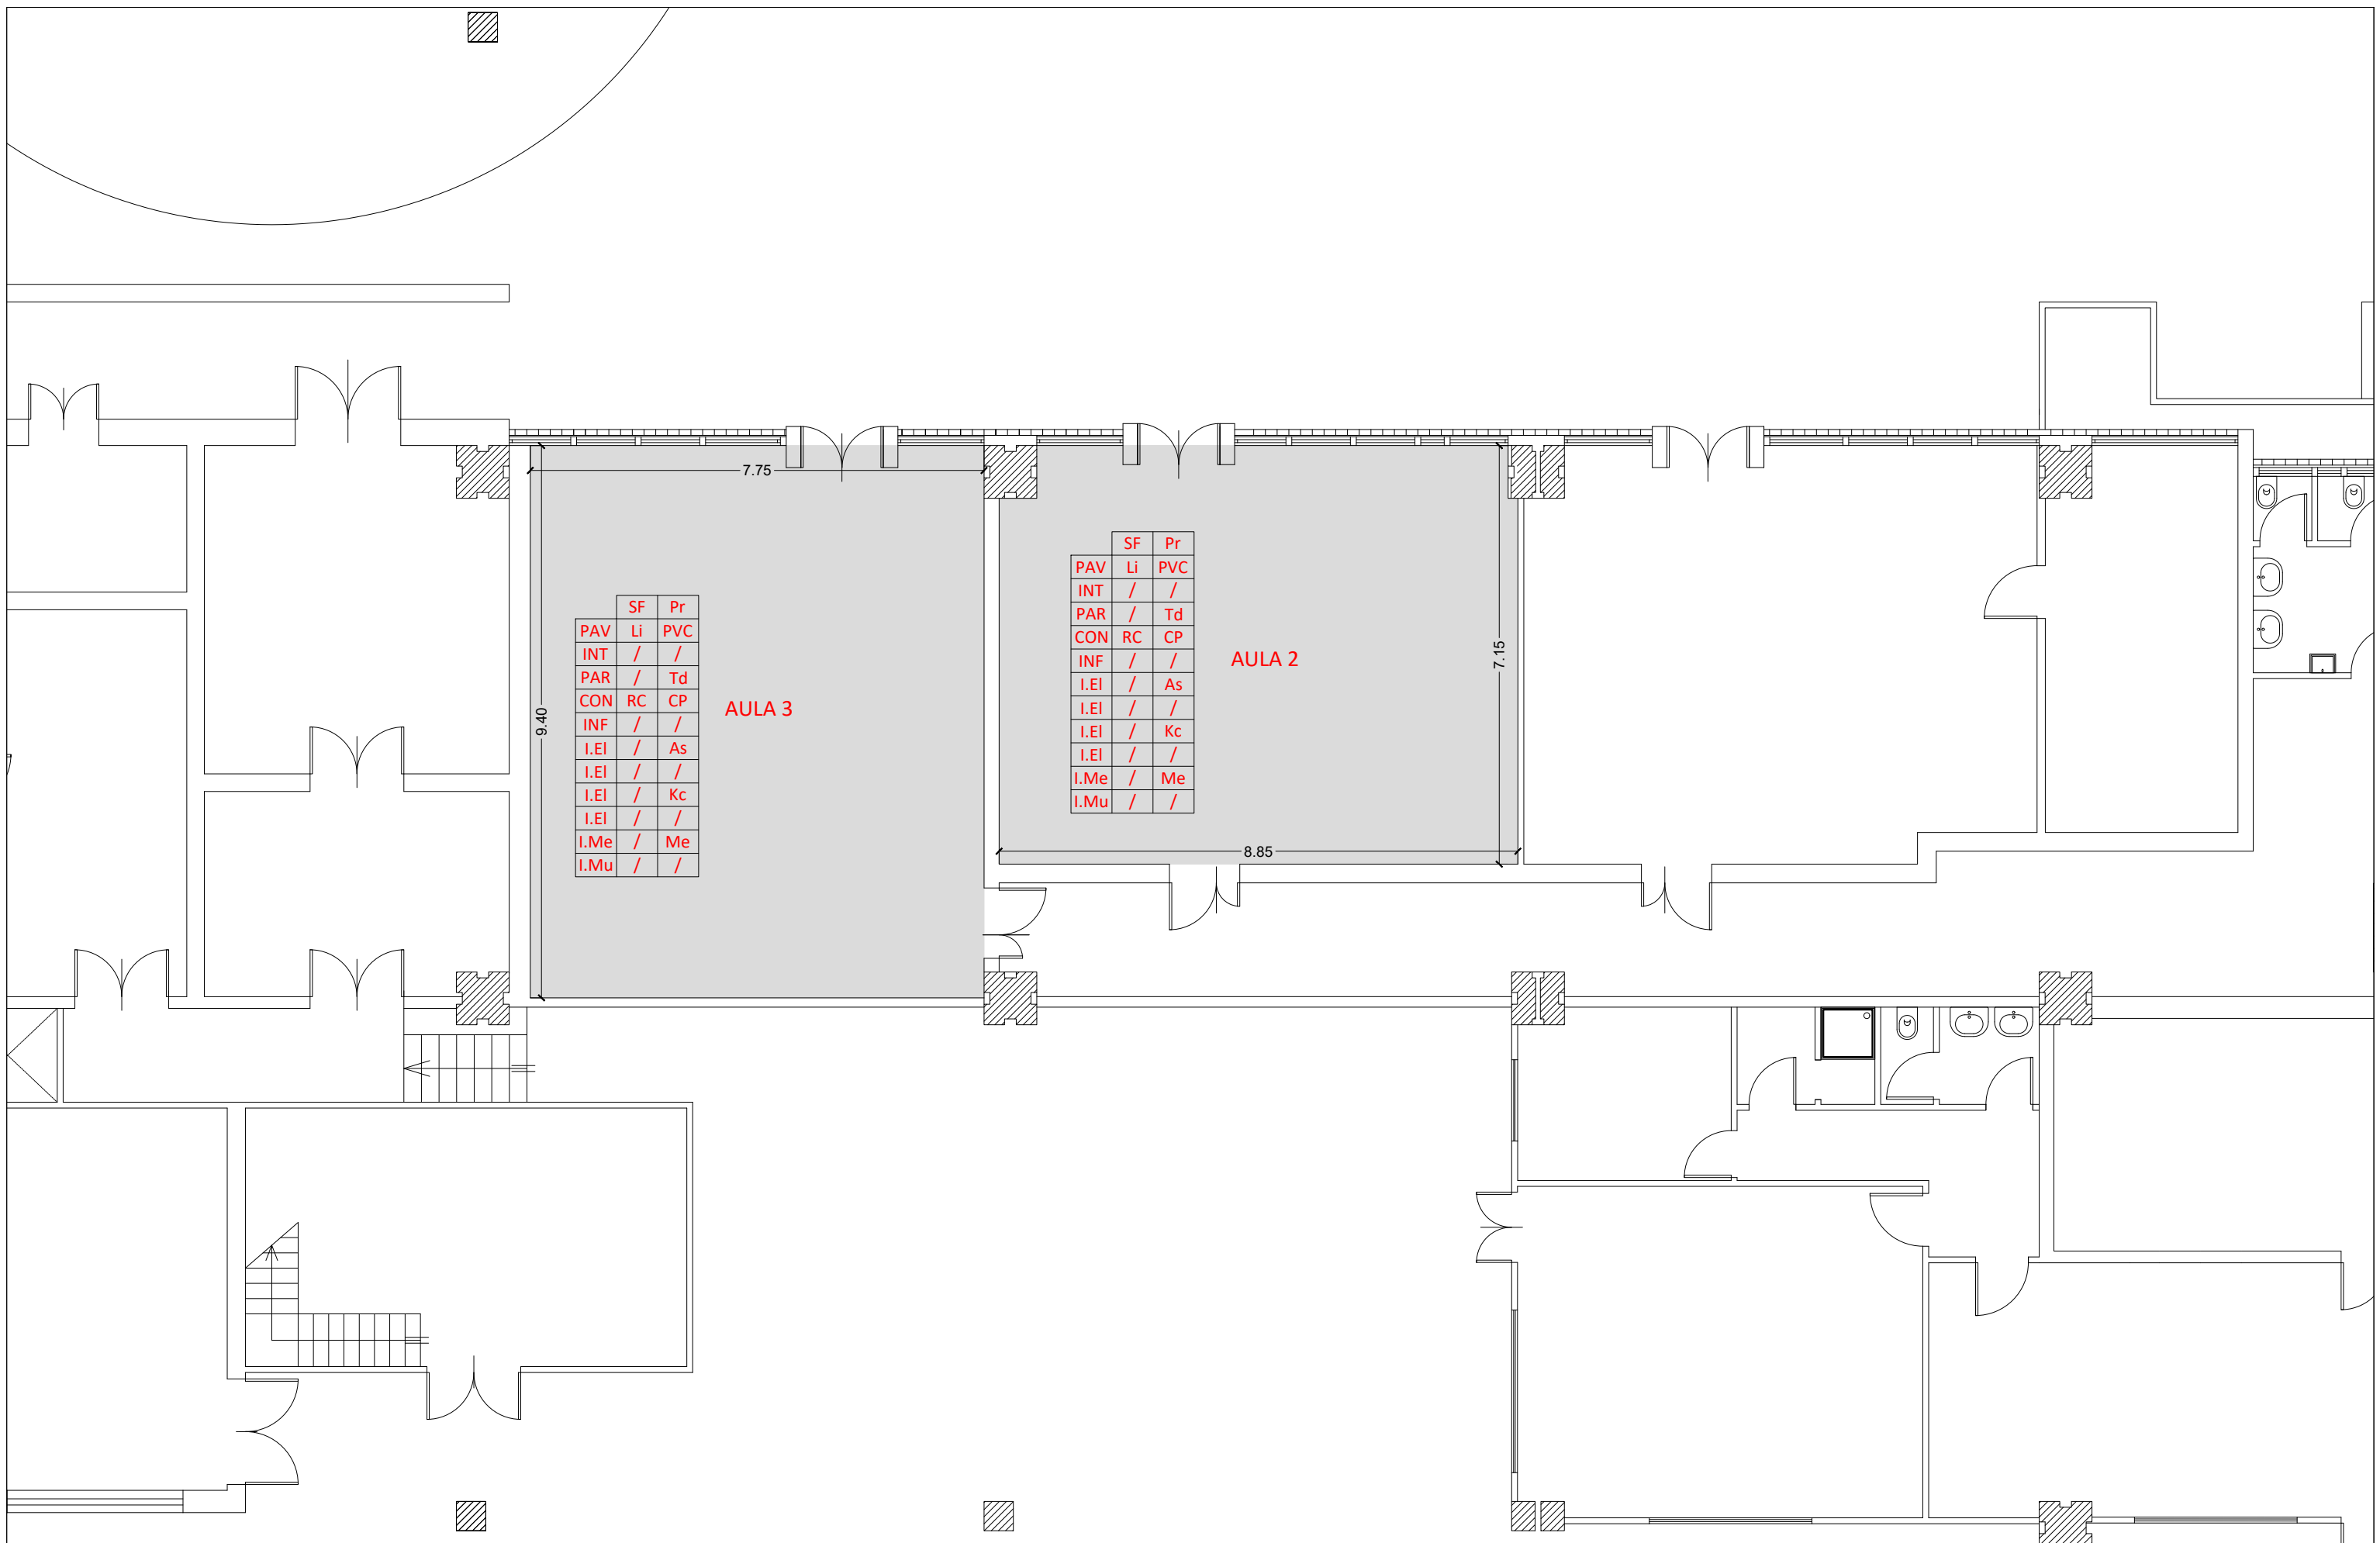 7.75
9.40
SF Pr
PAV Li PVC
INT / /
PAR / Td
CON RC CP
INF / /
I.El / As
I.El / /
I.El / Kc
I.El / /
I.Me / Me
I.Mu / /
AULA 3
SF Pr
PAV Li PVC
INT / /
PAR / Td
CON RC CP
INF / /
I.El / As
I.El / /
I.El / Kc
I.El / /
I.Me / Me
I.Mu / /
AULA 2
7.15
8.85